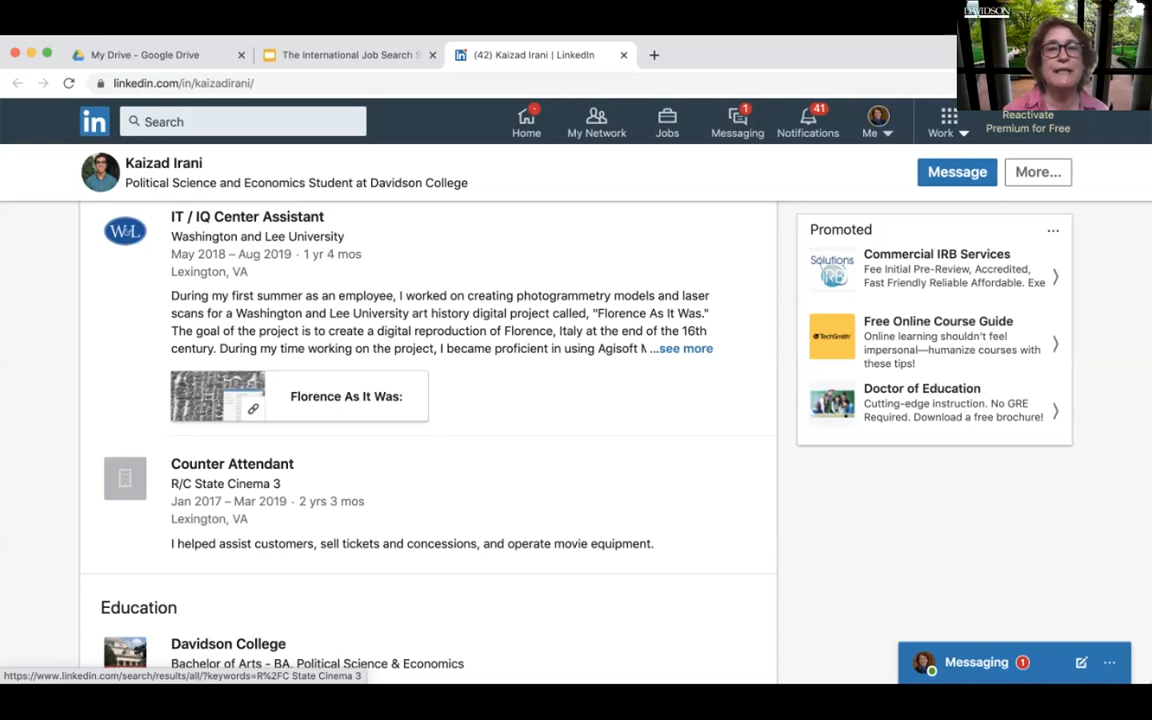 DAVIDSON
My Drive - Google Drive
The International Job Search S
(42) Kaizad Irani | LinkedIn
linkedin.com/in/kaizadirani/
in
Search
Home
My Network
Jobs
1
Messaging
41
Notifications
Me
Work
Reactivate
Premium for Free
Kaizad Irani
Political Science and Economics Student at Davidson College
Message
More...
W&L
IT / IQ Center Assistant
Washington and Lee University
May 2018 – Aug 2019 · 1 yr 4 mos
Lexington, VA
During my first summer as an employee, I worked on creating photogrammetry models and laser
scans for a Washington and Lee University art history digital project called, "Florence As It Was."
The goal of the project is to create a digital reproduction of Florence, Italy at the end of the 16th
century. During my time working on the project, I became proficient in using Agisoft M ...see more
Florence As It Was:
Counter Attendant
R/C State Cinema 3
Jan 2017 – Mar 2019 · 2 yrs 3 mos
Lexington, VA
I helped assist customers, sell tickets and concessions, and operate movie equipment.
Education
Davidson College
Bachelor of Arts - BA, Political Science & Economics
Promoted
...
Solutions
IRB
Commercial IRB Services
Fee Initial Pre-Review, Accredited,
Fast Friendly Reliable Affordable. Exe
TechSmith
Free Online Course Guide
Online learning shouldn't feel
impersonal—humanize courses with
these tips!
Doctor of Education
Cutting-edge instruction. No GRE
Required. Download a free brochure!
Messaging 1
https://www.linkedin.com/search/results/all/?keywords=R%2FC State Cinema 3